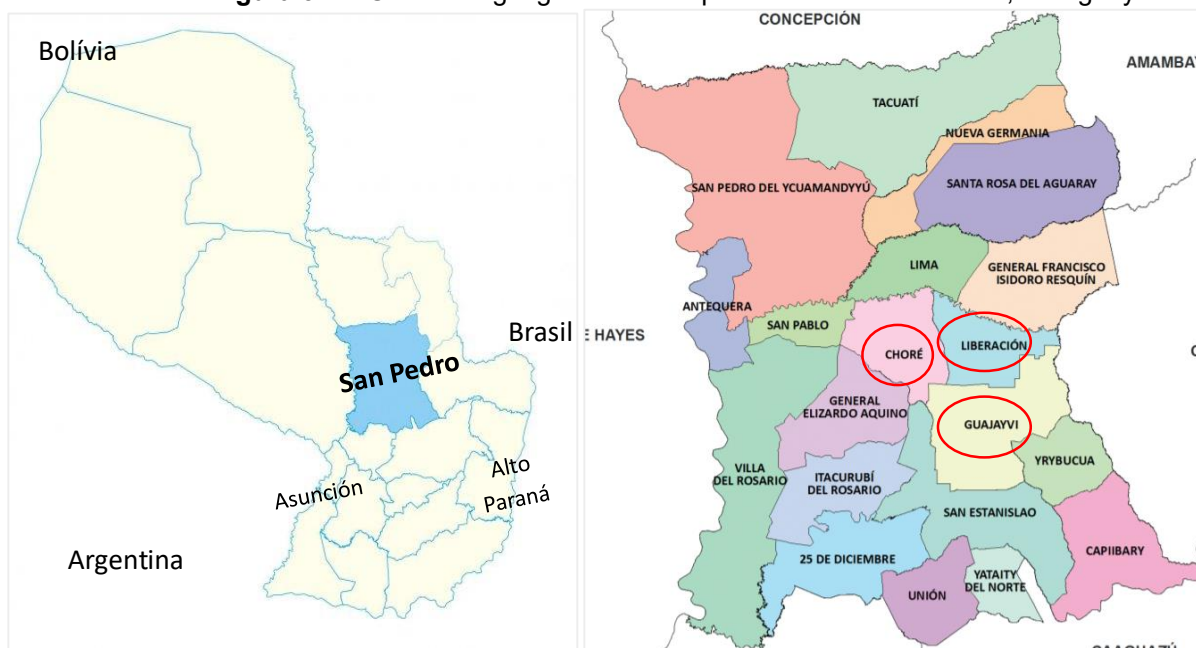 Bolívia
Brasil
San Pedro
Alto
Paraná
Asunción
Argentina
CONCEPCIÓN
TACUATÍ
NUEVA GERMANIA
SAN PEDRO DEL YCUAMANDYYÚ
SANTA ROSA DEL AGUARAY
LIMA
GENERAL FRANCISCO
ISIDORO RESQUÍN
ANTEQUERA
SAN PABLO
E HAYES
CHORÉ
LIBERACIÓN
GENERAL
ELIZARDO AQUINO
GUAJAYVI
YRYBUCUA
VILLA
DEL ROSARIO
ITACURUBÍ
DEL ROSARIO
SAN ESTANISLAO
CAPIIBARY
25 DE DICIEMBRE
YATAITY
DEL NORTE
UNIÓN